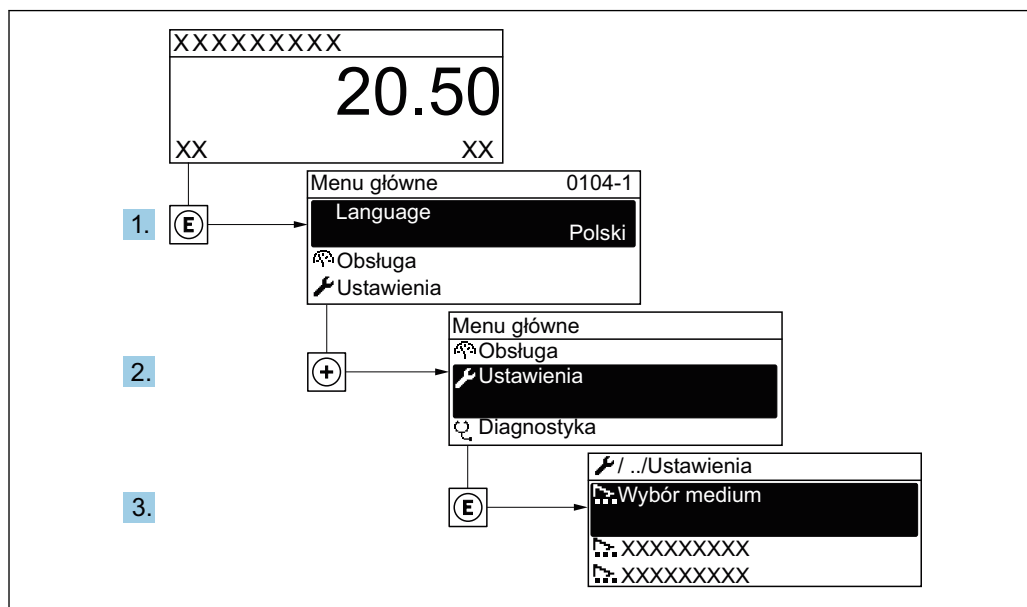 XXXXXXXXX
20.50
XX XX
Menu główne 0104-1
1. E Language
Polski
Obsługa
Ustawienia
Menu główne
Obsługa
2. + Ustawienia
Diagnostyka
/ ../Ustawienia
3. E Wybór medium
XXXXXXXXX
XXXXXXXXX